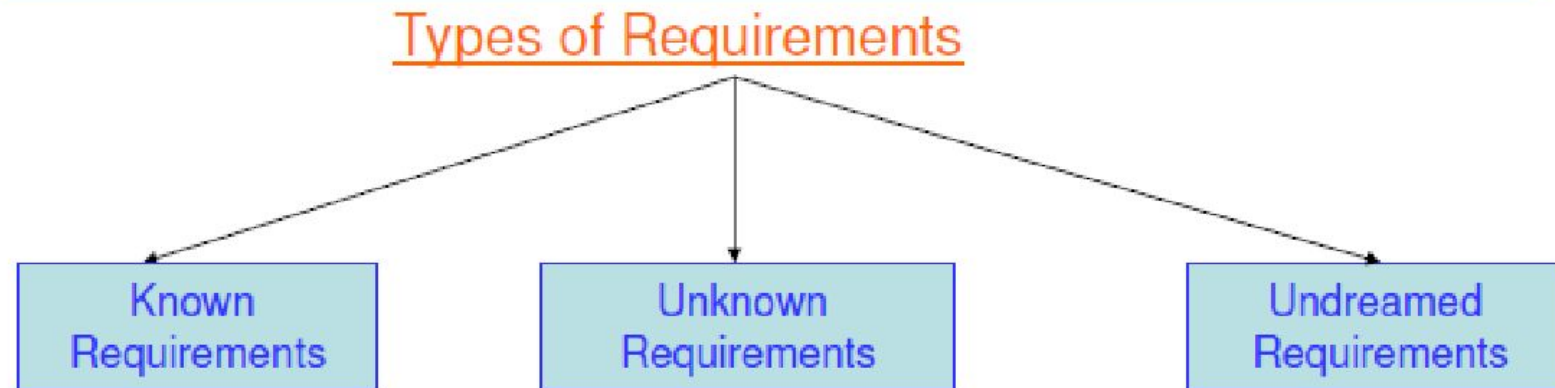 Types of Requirements
Known
Requirements
Unknown
Requirements
Undreamed
Requirements